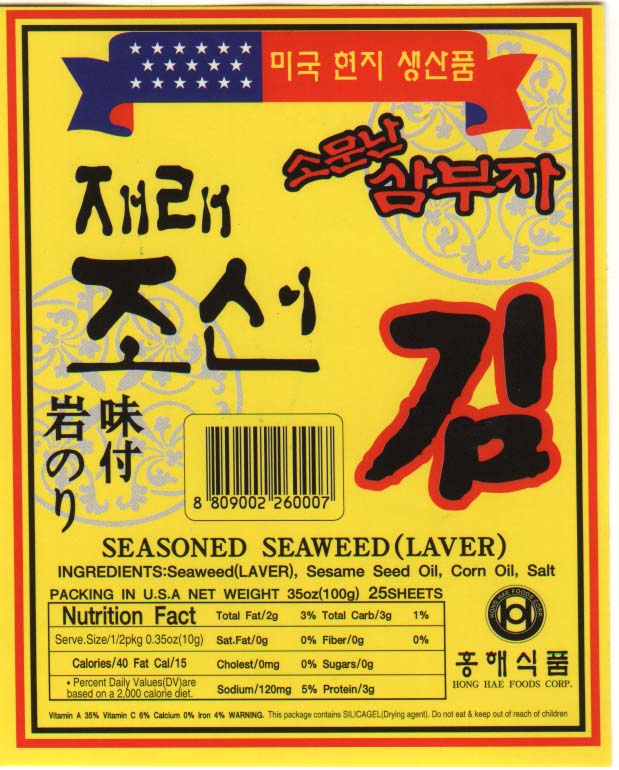 미국 현지 생산품
소문난
삼부자
재래
조선
김
味付
岩のり
8 809002 260007
SEASONED SEAWEED(LAVER)
INGREDIENTS:Seaweed(LAVER), Sesame Seed Oil, Corn Oil, Salt
PACKING IN U.S.A NET WEIGHT 35oz(100g) 25SHEETS
Nutrition Fact Total Fat/2g 3% Total Carb/3g 1%
Serve.Size/1/2pkg 0.35oz(10g) Sat.Fat/0g 0% Fiber/0g 0%
Calories/40 Fat Cal/15 Cholest/0mg 0% Sugars/0g
• Percent Daily Values(DV)are
based on a 2,000 calorie diet. Sodium/120mg 5% Protein/3g
HONG HAE FOODS CORP.
홍해식품
HONG HAE FOODS CORP.
Vitamin A 35% Vitamin C 6% Calcium 0% Iron 4% WARNING. This package contains SILICAGEL(Drying agent). Do not eat & keep out of reach of children